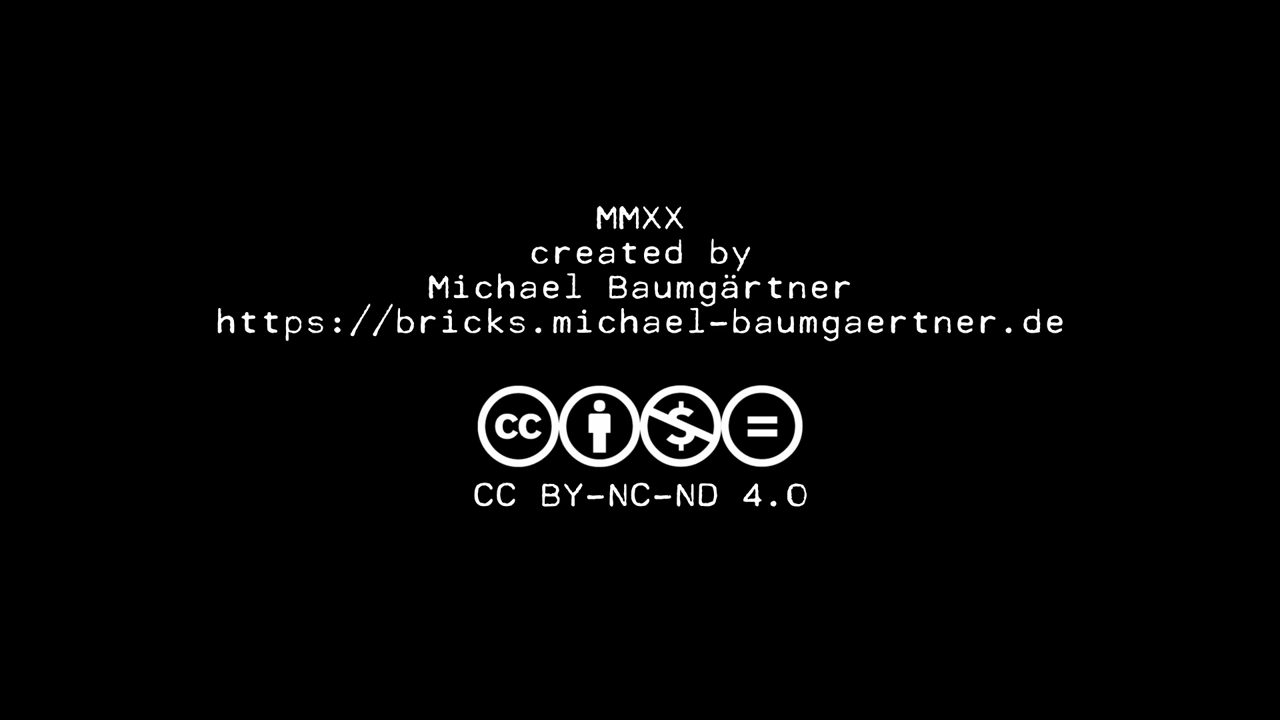 MMXX
created by
Michael Baumgärtner
https://bricks.michael-baumgaertner.de
cc $ =
CC BY-NC-ND 4.0